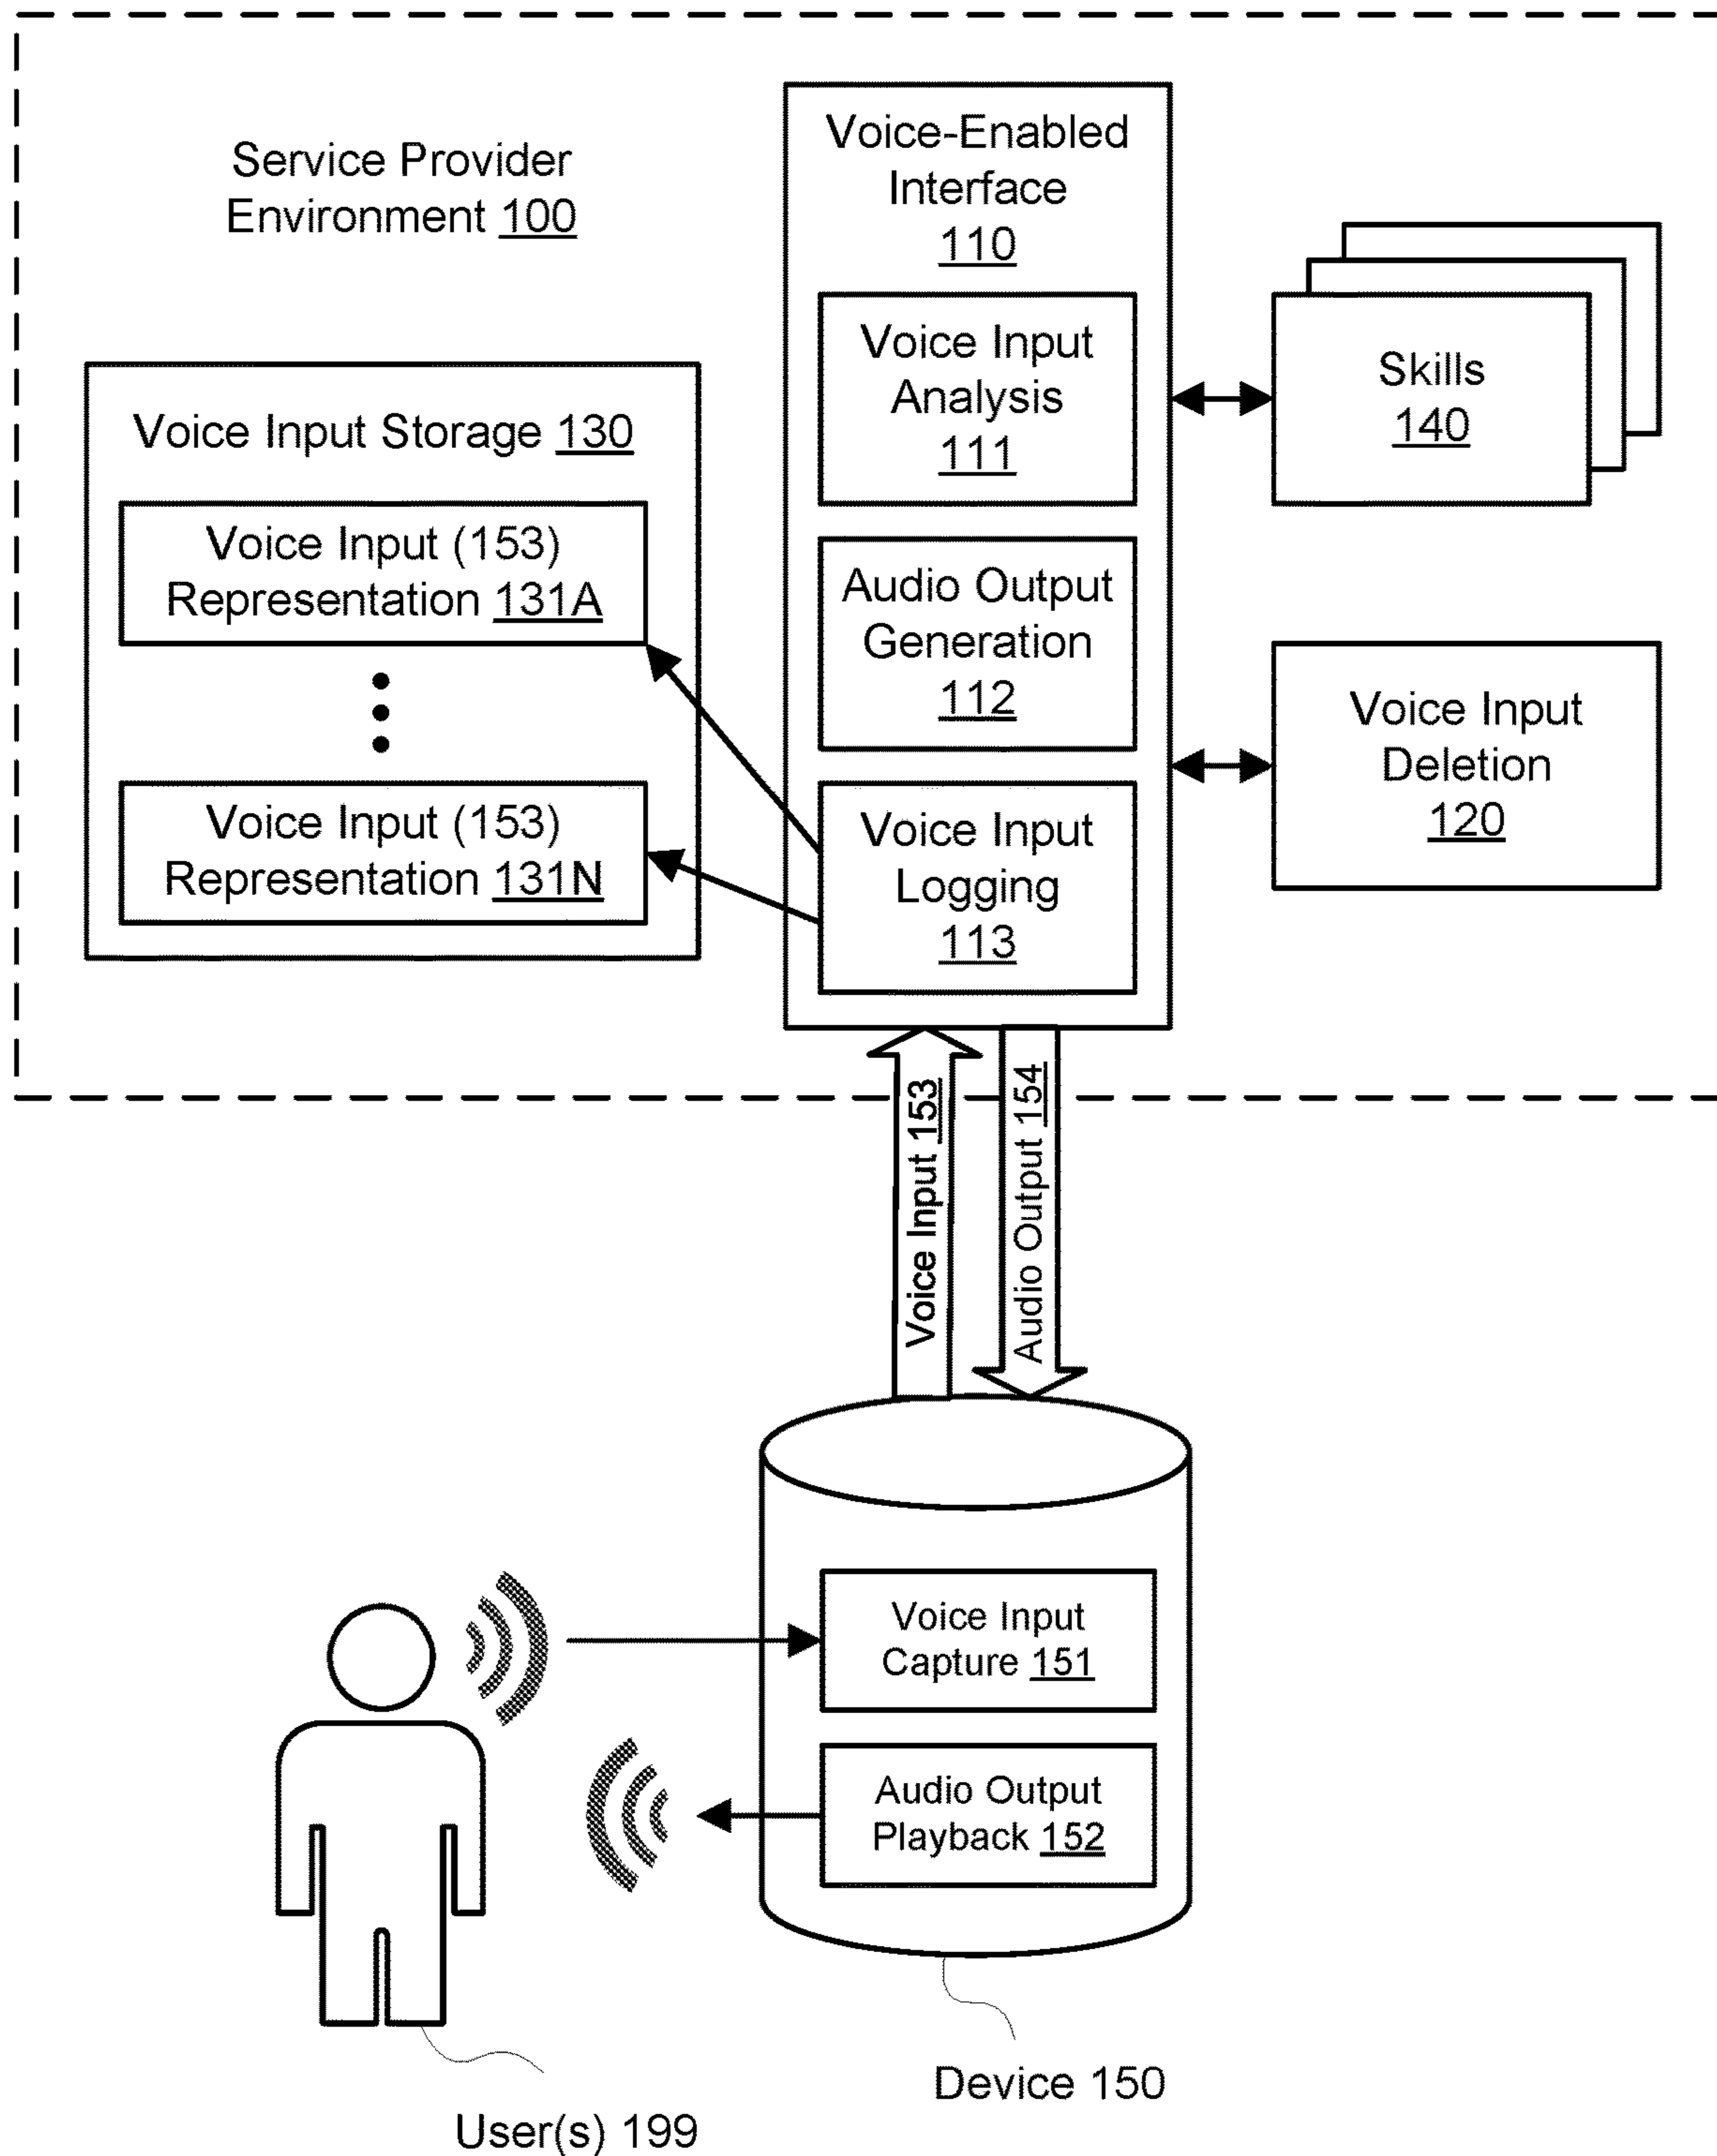 Service Provider
Environment 100
Voice-Enabled
Interface
110
Voice Input
Analysis
111
Skills
140
Voice Input Storage 130
Voice Input (153)
Representation 131A
Voice Input (153)
Representation 131N
Audio Output
Generation
112
Voice Input
Deletion
120
Voice Input
Logging
113
Voice Input 153
Audio Output 154
Voice Input
Capture 151
Audio Output
Playback 152
Device 150
User(s) 199